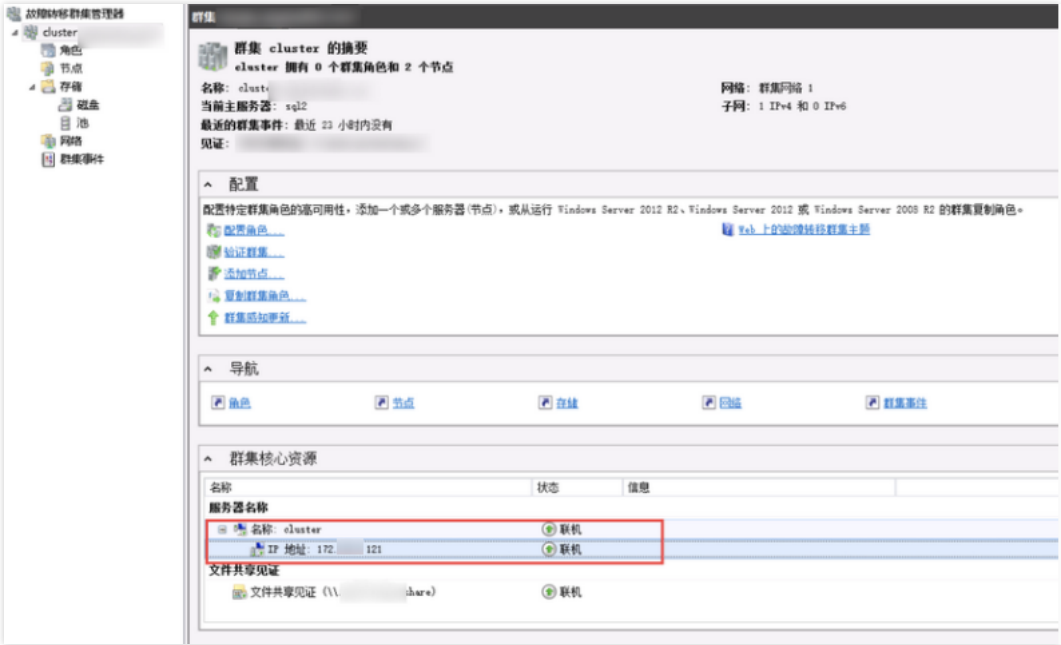 故障转移群集管理器
cluster
角色
节点
存储
磁盘
池
网络
群集事件
群集
群集 cluster 的摘要
cluster 拥有 0 个群集角色和 2 个节点
名称: cluste
网络: 群集网络 1
当前主服务器: sql2
子网: 1 IPv4 和 0 IPv6
最近的群集事件: 最近 23 小时内没有
见证:
配置
配置特定群集角色的高可用性,添加一个或多个服务器(节点),或从运行 Windows Server 2012 R2、Windows Server 2012 或 Windows Server 2008 R2 的群集复制角色。
配置角色...
Web 上的故障转移群集主题
验证群集...
添加节点...
复制群集角色...
群集感知更新...
导航
角色 节点 存储 网络 群集事件
群集核心资源
名称 状态 信息
服务器名称
名称: cluster 联机
IP 地址: 172. 121 联机
文件共享见证
文件共享见证 (\\ share) 联机